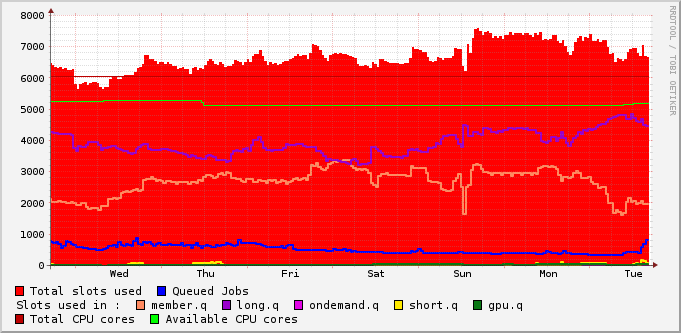 8000
7000
6000
5000
4000
3000
2000
1000
0
Wed Thu Fri Sat Sun Mon Tue
RRDTOOL / TOBI OETIKER
Total slots used Queued Jobs
Slots used in : member.q long.q ondemand.q short.q gpu.q
Total CPU cores Available CPU cores